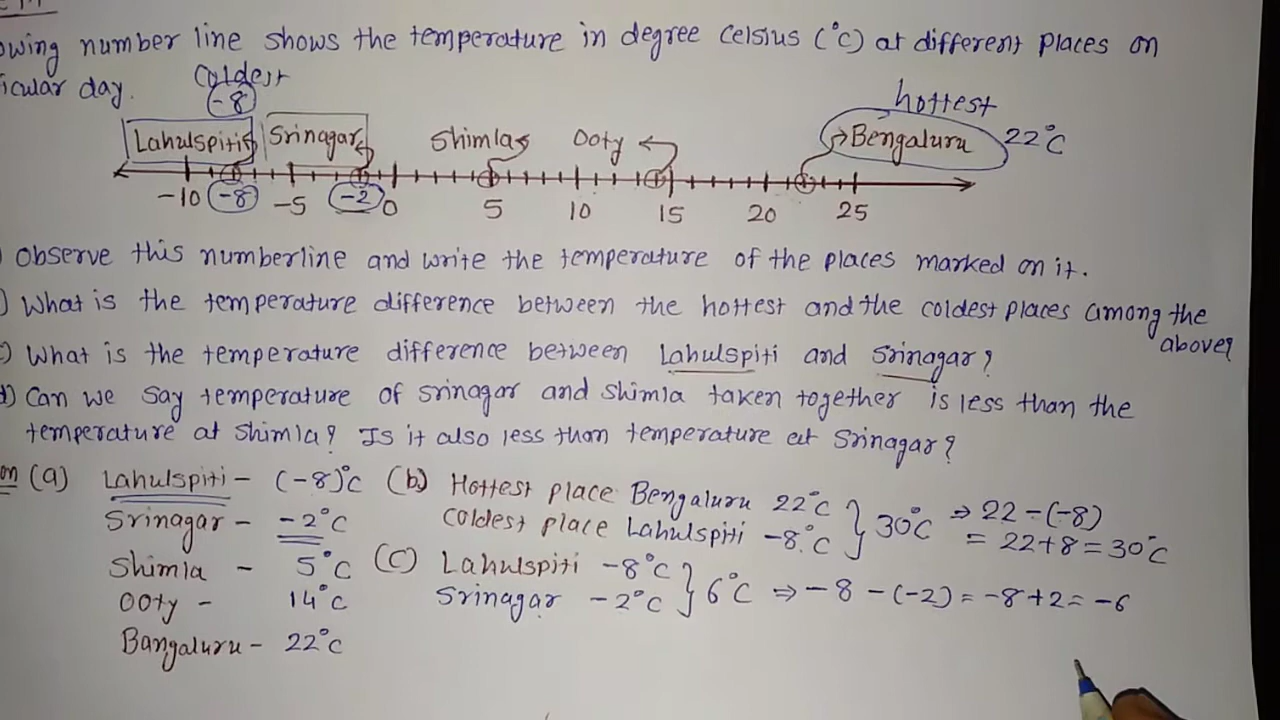 owing number line shows the temperature in degree celsius (°c) at different places on
icular day. Coldest
-8 hottest
Lahulspiti Srinagar Shimla Ooty Bengaluru 22°C
-10 -8 -5 -2 0 5 10 15 20 25
Observe this numberline and write the temperature of the places marked on it.
) What is the temperature difference between the hottest and the coldest places among the
above?
c) What is the temperature difference between Lahulspiti and Srinagar?
d) Can we say temperature of srinagar and shimla taken together is less than the
temperature at Shimla? Is it also less than temperature at Srinagar?
on (a) Lahulspiti - (-8)°C (b) Hottest place Bengaluru 22°C } 30°C ⇒ 22-(-8)
Srinagar - -2°C Coldest place Lahulspiti -8°C = 22+8=30°C
Shimla - 5°C (C) Lahulspiti -8°C } 6°C ⇒ -8-(-2)=-8+2=-6
Ooty - 14°C Srinagar -2°C
Bangaluru - 22°C